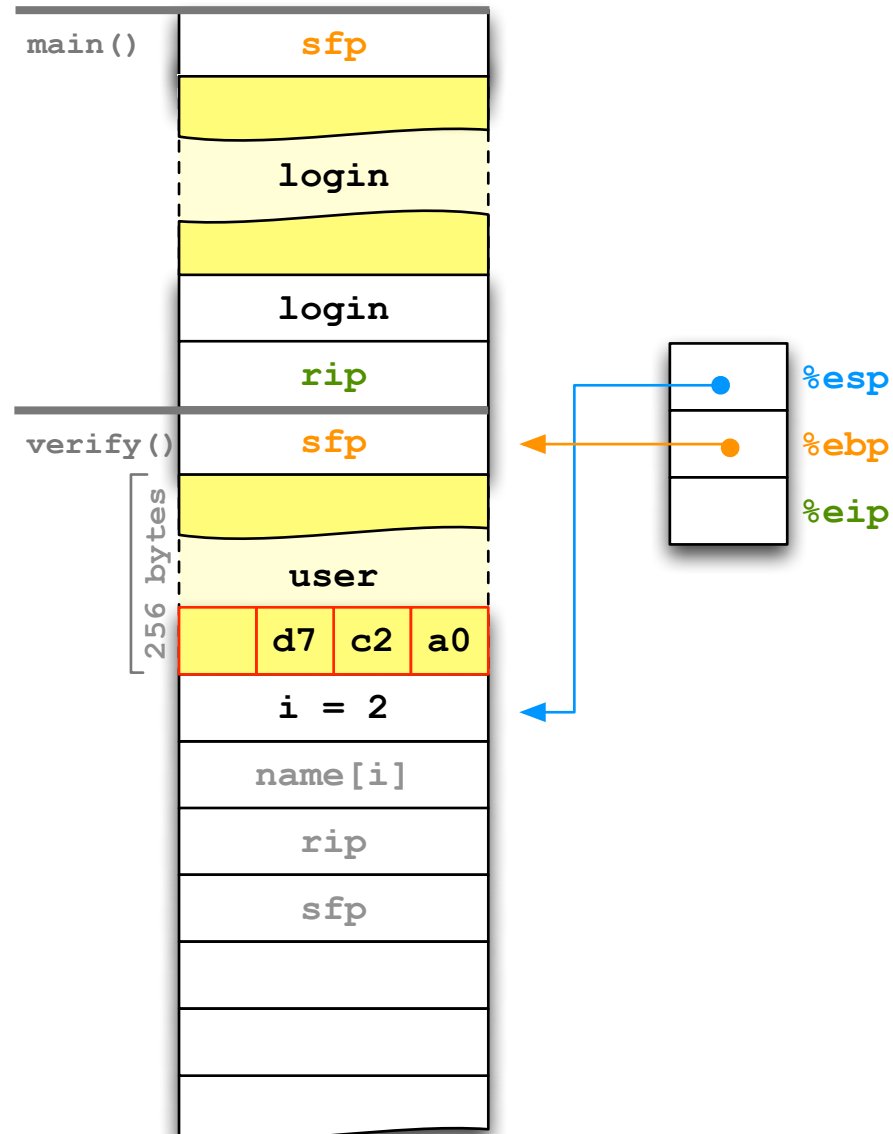 main() sfp
login
login
rip
%esp
verify() sfp
%ebp
%eip
256 bytes
user
d7 c2 a0
i = 2
name[i]
rip
sfp